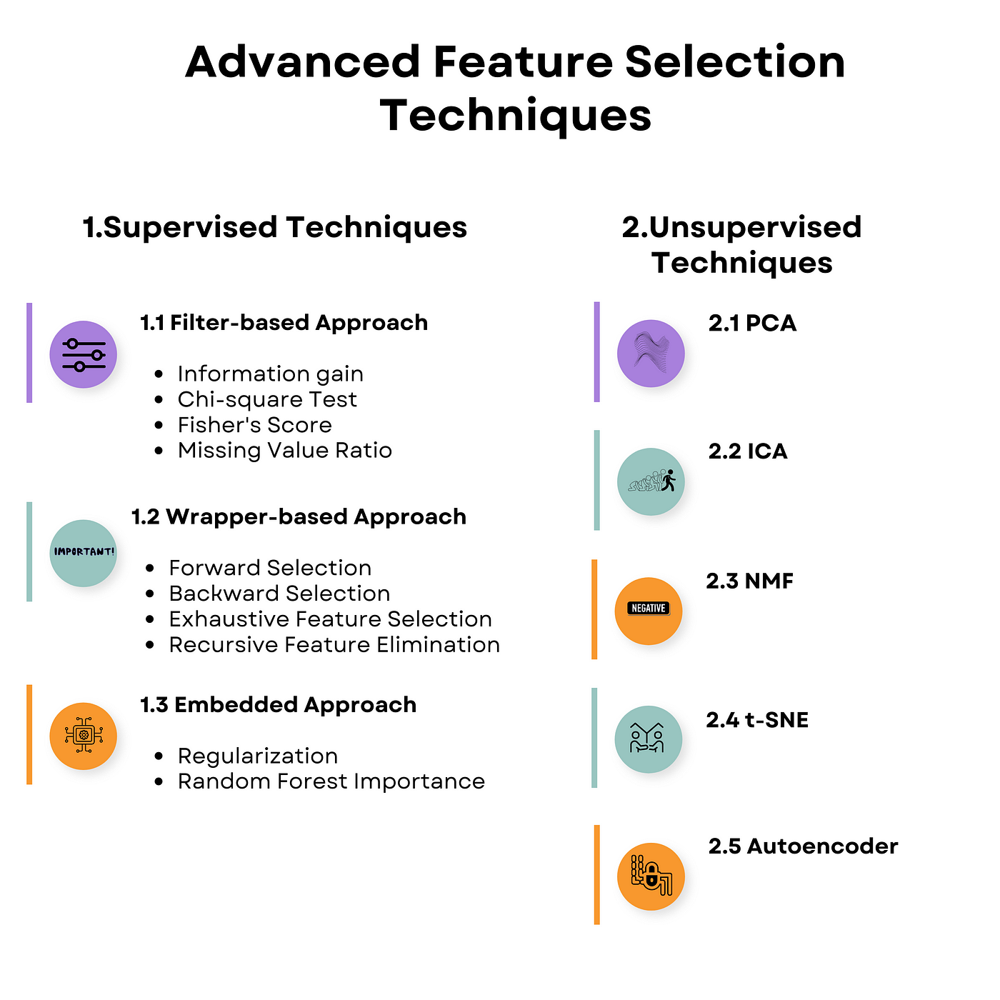 Advanced Feature Selection
Techniques
1.Supervised Techniques
1.1 Filter-based Approach
• Information gain
• Chi-square Test
• Fisher's Score
• Missing Value Ratio
IMPORTANT!
1.2 Wrapper-based Approach
• Forward Selection
• Backward Selection
• Exhaustive Feature Selection
• Recursive Feature Elimination
1.3 Embedded Approach
• Regularization
• Random Forest Importance
2.Unsupervised
Techniques
2.1 PCA
2.2 ICA
2.3 NMF
NEGATIVE
2.4 t-SNE
2.5 Autoencoder